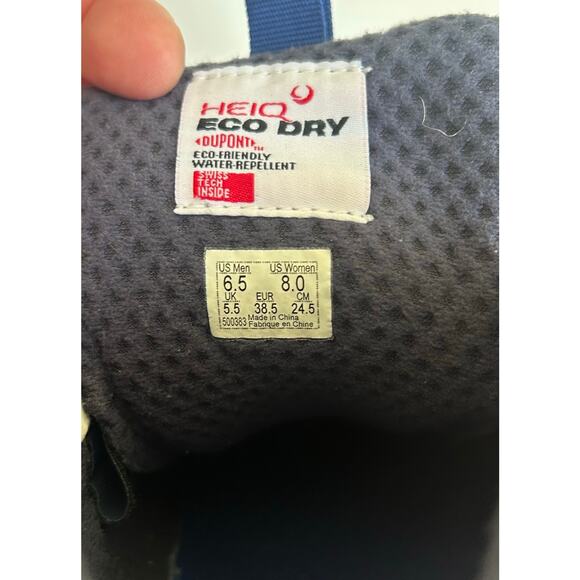 HEIQ
ECO DRY
DUPONT™
ECO-FRIENDLY
WATER-REPELLENT
SWISS
TECH
INSIDE
US Men US Women
6.5 8.0
UK EUR CM
5.5 38.5 24.5
500383 Made in China
Fabrique en Chine